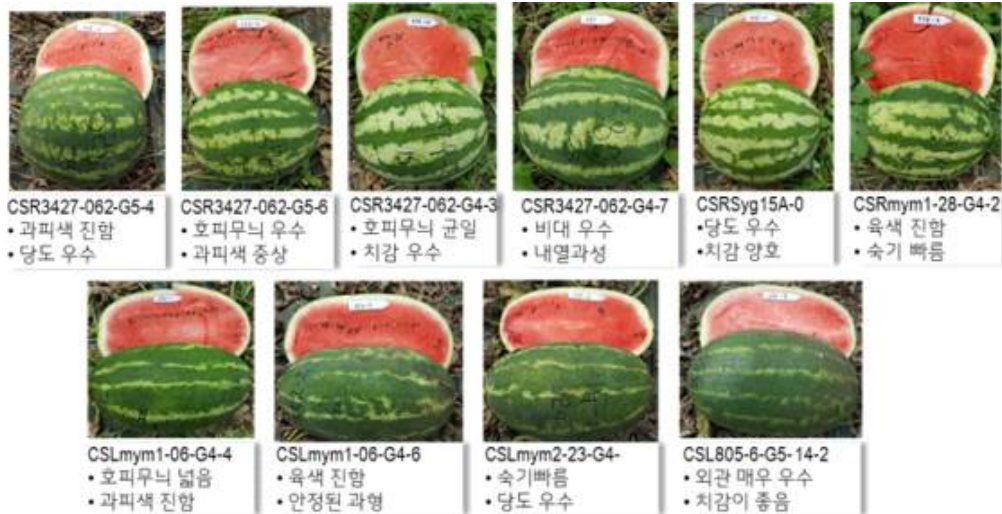 CSR3427-062-G5-4
• 과피색 진함
• 당도 우수
CSR3427-062-G5-6
• 호피무늬 우수
• 과피색 중상
CSR3427-062-G4-3
• 호피무늬 균일
• 치감 우수
CSR3427-062-G4-7
• 비대 우수
• 내열과성
CSRSyg15A-0
•당도 우수
•치감 양호
CSRmym1-28-G4-2
• 육색 진함
• 숙기 빠름
CSLmym1-06-G4-4
• 호피무늬 넓음
• 과피색 진함
CSLmym1-06-G4-6
• 육색 진함
• 안정된 과형
CSLmym2-23-G4-
• 숙기빠름
• 당도 우수
CSL805-6-G5- 14-2
• 외관 매우 우수
• 치감이 좋음